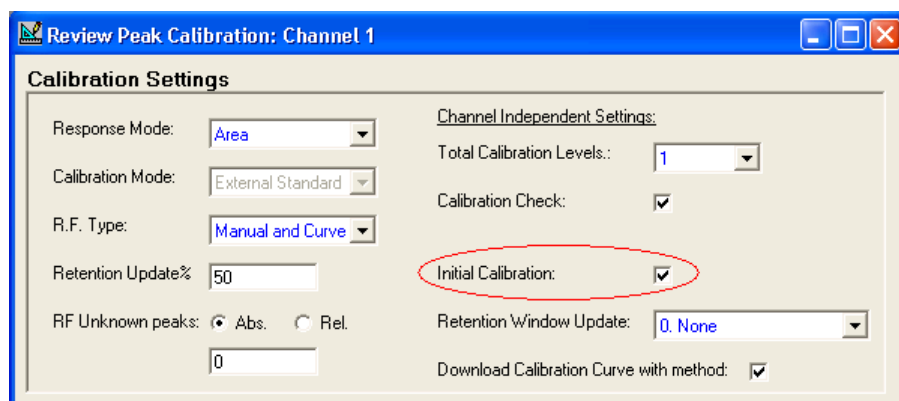 Review Peak Calibration: Channel 1
Calibration Settings
Response Mode: Area
Calibration Mode: External Standard
R.F. Type: Manual and Curve
Retention Update% 50
RF Unknown peaks: Abs. Rel.
0
Channel Independent Settings:
Total Calibration Levels.: 1
Calibration Check:
Initial Calibration:
Retention Window Update: 0. None
Download Calibration Curve with method: